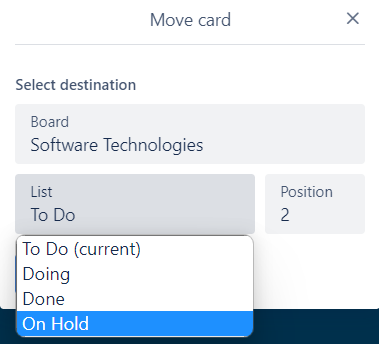 Move card
Select destination
Board
Software Technologies
List
To Do
Position
2
To Do (current)
Doing
Done
On Hold